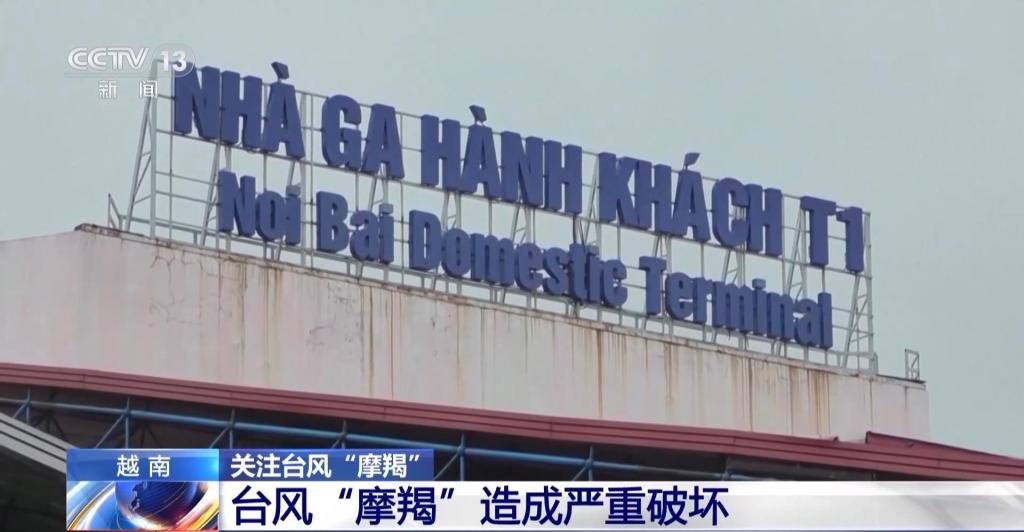 CCTV 13
新闻
NHÀ GA HÀNH KHÁCH T1
Noi Bai Domestic Terminal
越南
关注台风“摩羯”
台风“摩羯”造成严重破坏